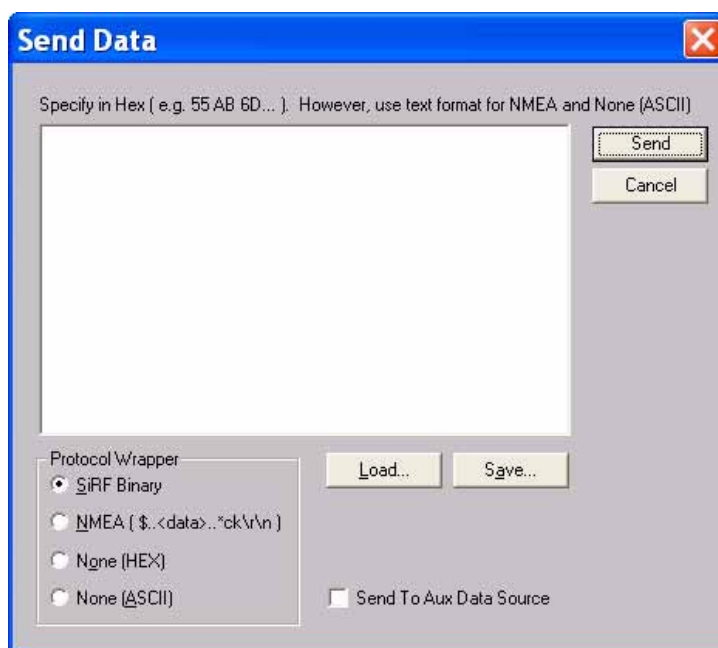 Send Data
Specify in Hex ( e.g. 55 AB 6D... ). However, use text format for NMEA and None (ASCII)
Send
Cancel
Protocol Wrapper
SiRF Binary
NMEA ( $..<data>..*ck\r\n )
None (HEX)
None (ASCII)
Load...
Save...
Send To Aux Data Source